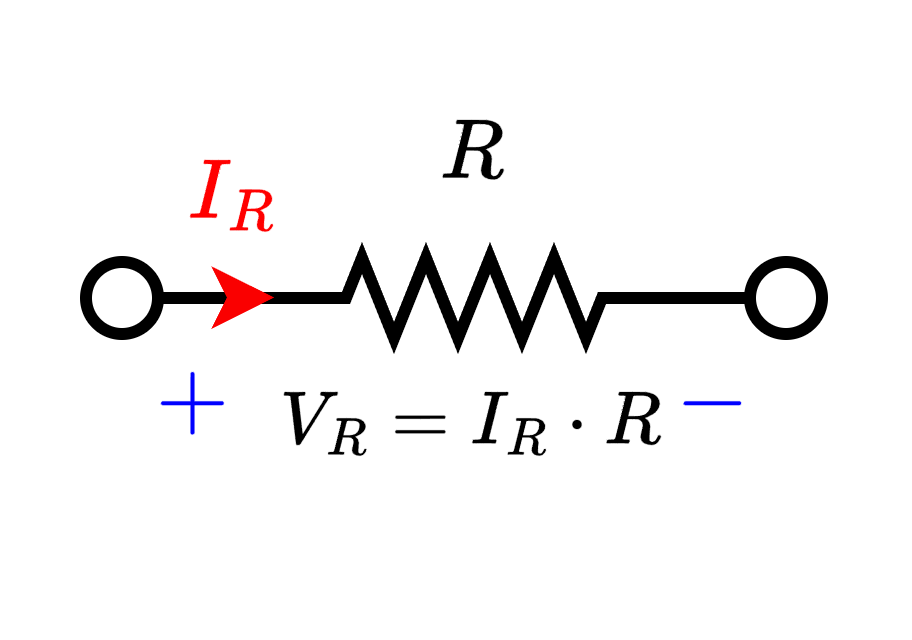 R
I_R
+ V_R = I_R · R −